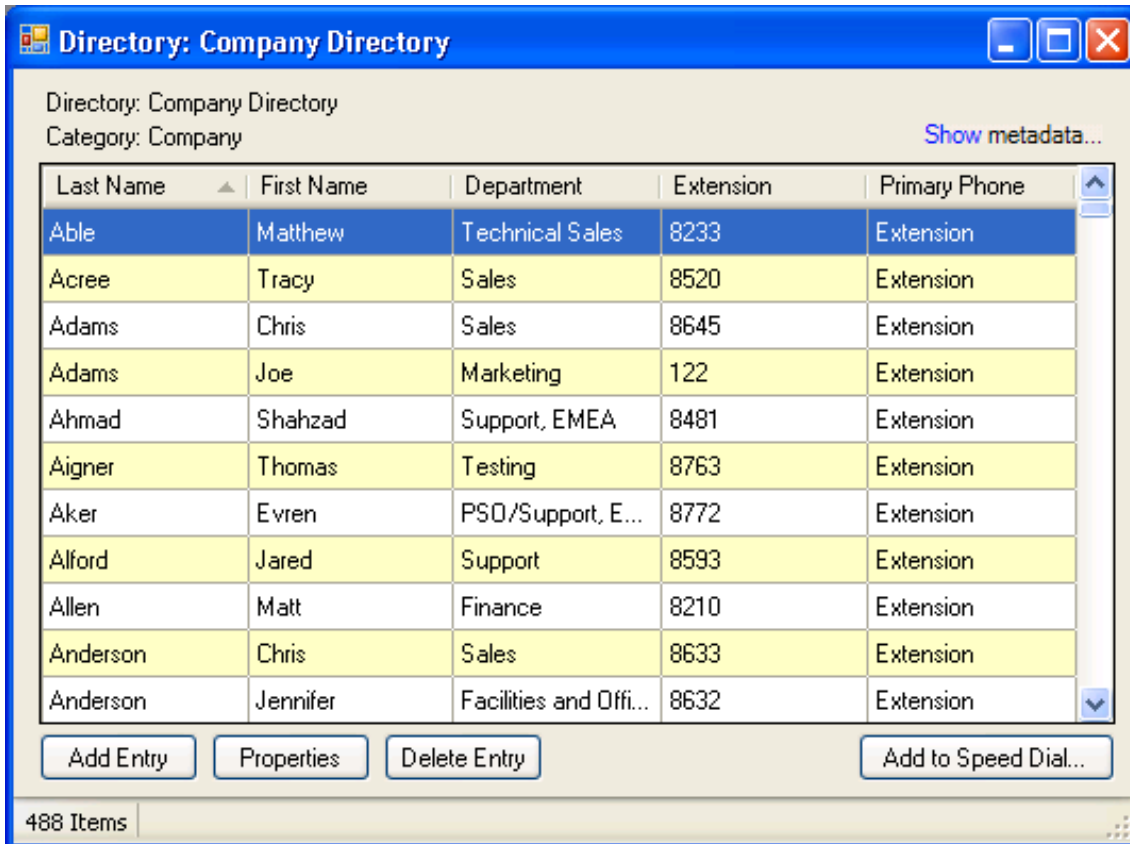 Directory: Company Directory
Directory: Company Directory
Category: Company
Show metadata...
Last Name First Name Department Extension Primary Phone
Able Matthew Technical Sales 8233 Extension
Acree Tracy Sales 8520 Extension
Adams Chris Sales 8645 Extension
Adams Joe Marketing 122 Extension
Ahmad Shahzad Support, EMEA 8481 Extension
Aigner Thomas Testing 8763 Extension
Aker Evren PSO/Support, E... 8772 Extension
Alford Jared Support 8593 Extension
Allen Matt Finance 8210 Extension
Anderson Chris Sales 8633 Extension
Anderson Jennifer Facilities and Offi... 8632 Extension
Add Entry Properties Delete Entry Add to Speed Dial...
488 Items